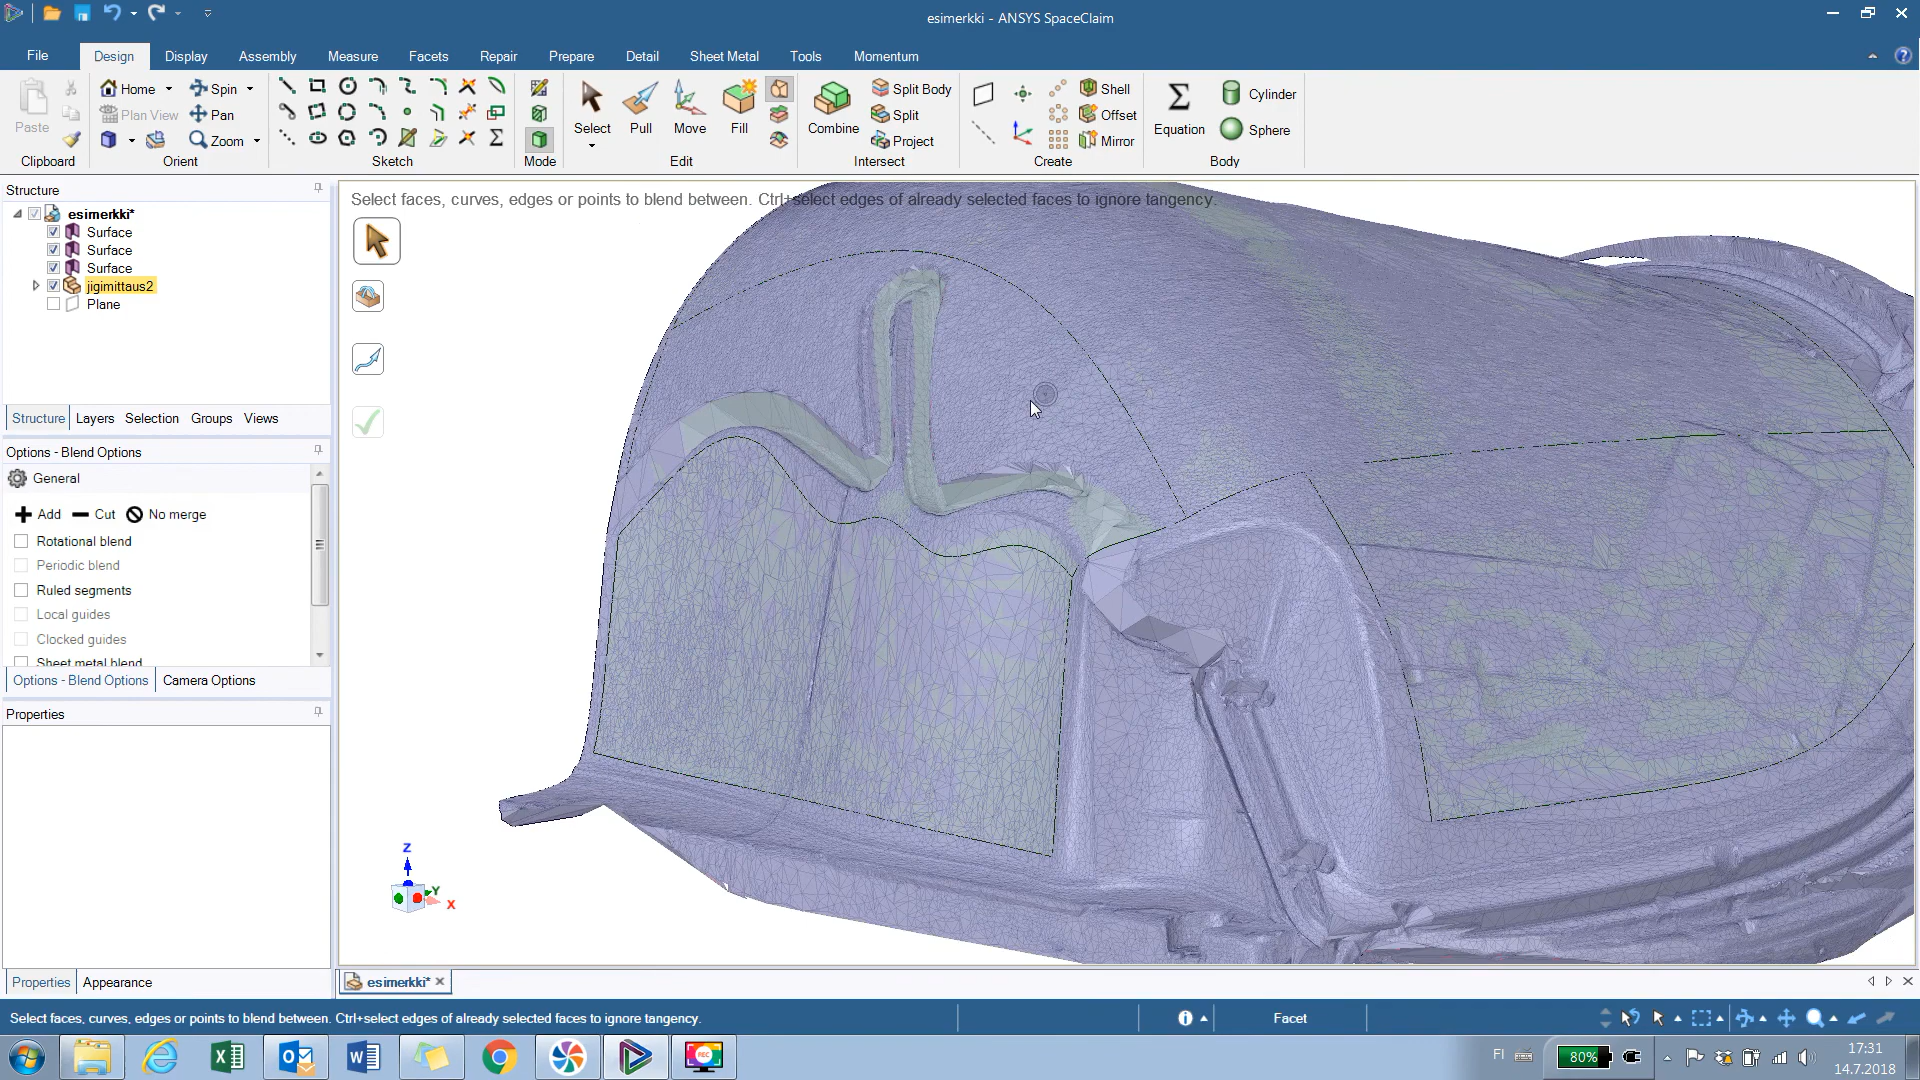 esimerkki - ANSYS SpaceClaim
File Design Display Assembly Measure Facets Repair Prepare Detail Sheet Metal Tools Momentum
Paste
Home Spin
Plan View Pan
Zoom
Select Pull Move Fill
Combine
Split Body
Split
Project
Shell
Offset
Mirror
Equation
Cylinder
Sphere
Clipboard Orient Sketch Mode Edit Intersect Create Body
Structure
esimerkki*
Surface
Surface
Surface
jigimittaus2
Plane
Structure Layers Selection Groups Views
Options - Blend Options
General
Add Cut No merge
Rotational blend
Periodic blend
Ruled segments
Local guides
Clocked guides
Sheet metal blend
Options - Blend Options Camera Options
Properties
Properties Appearance
Select faces, curves, edges or points to blend between. Ctrl+select edges of already selected faces to ignore tangency.
Z
Y
X
esimerkki*
Select faces, curves, edges or points to blend between. Ctrl+select edges of already selected faces to ignore tangency.
Facet
REC
FI
80%
17:31
14.7.2018